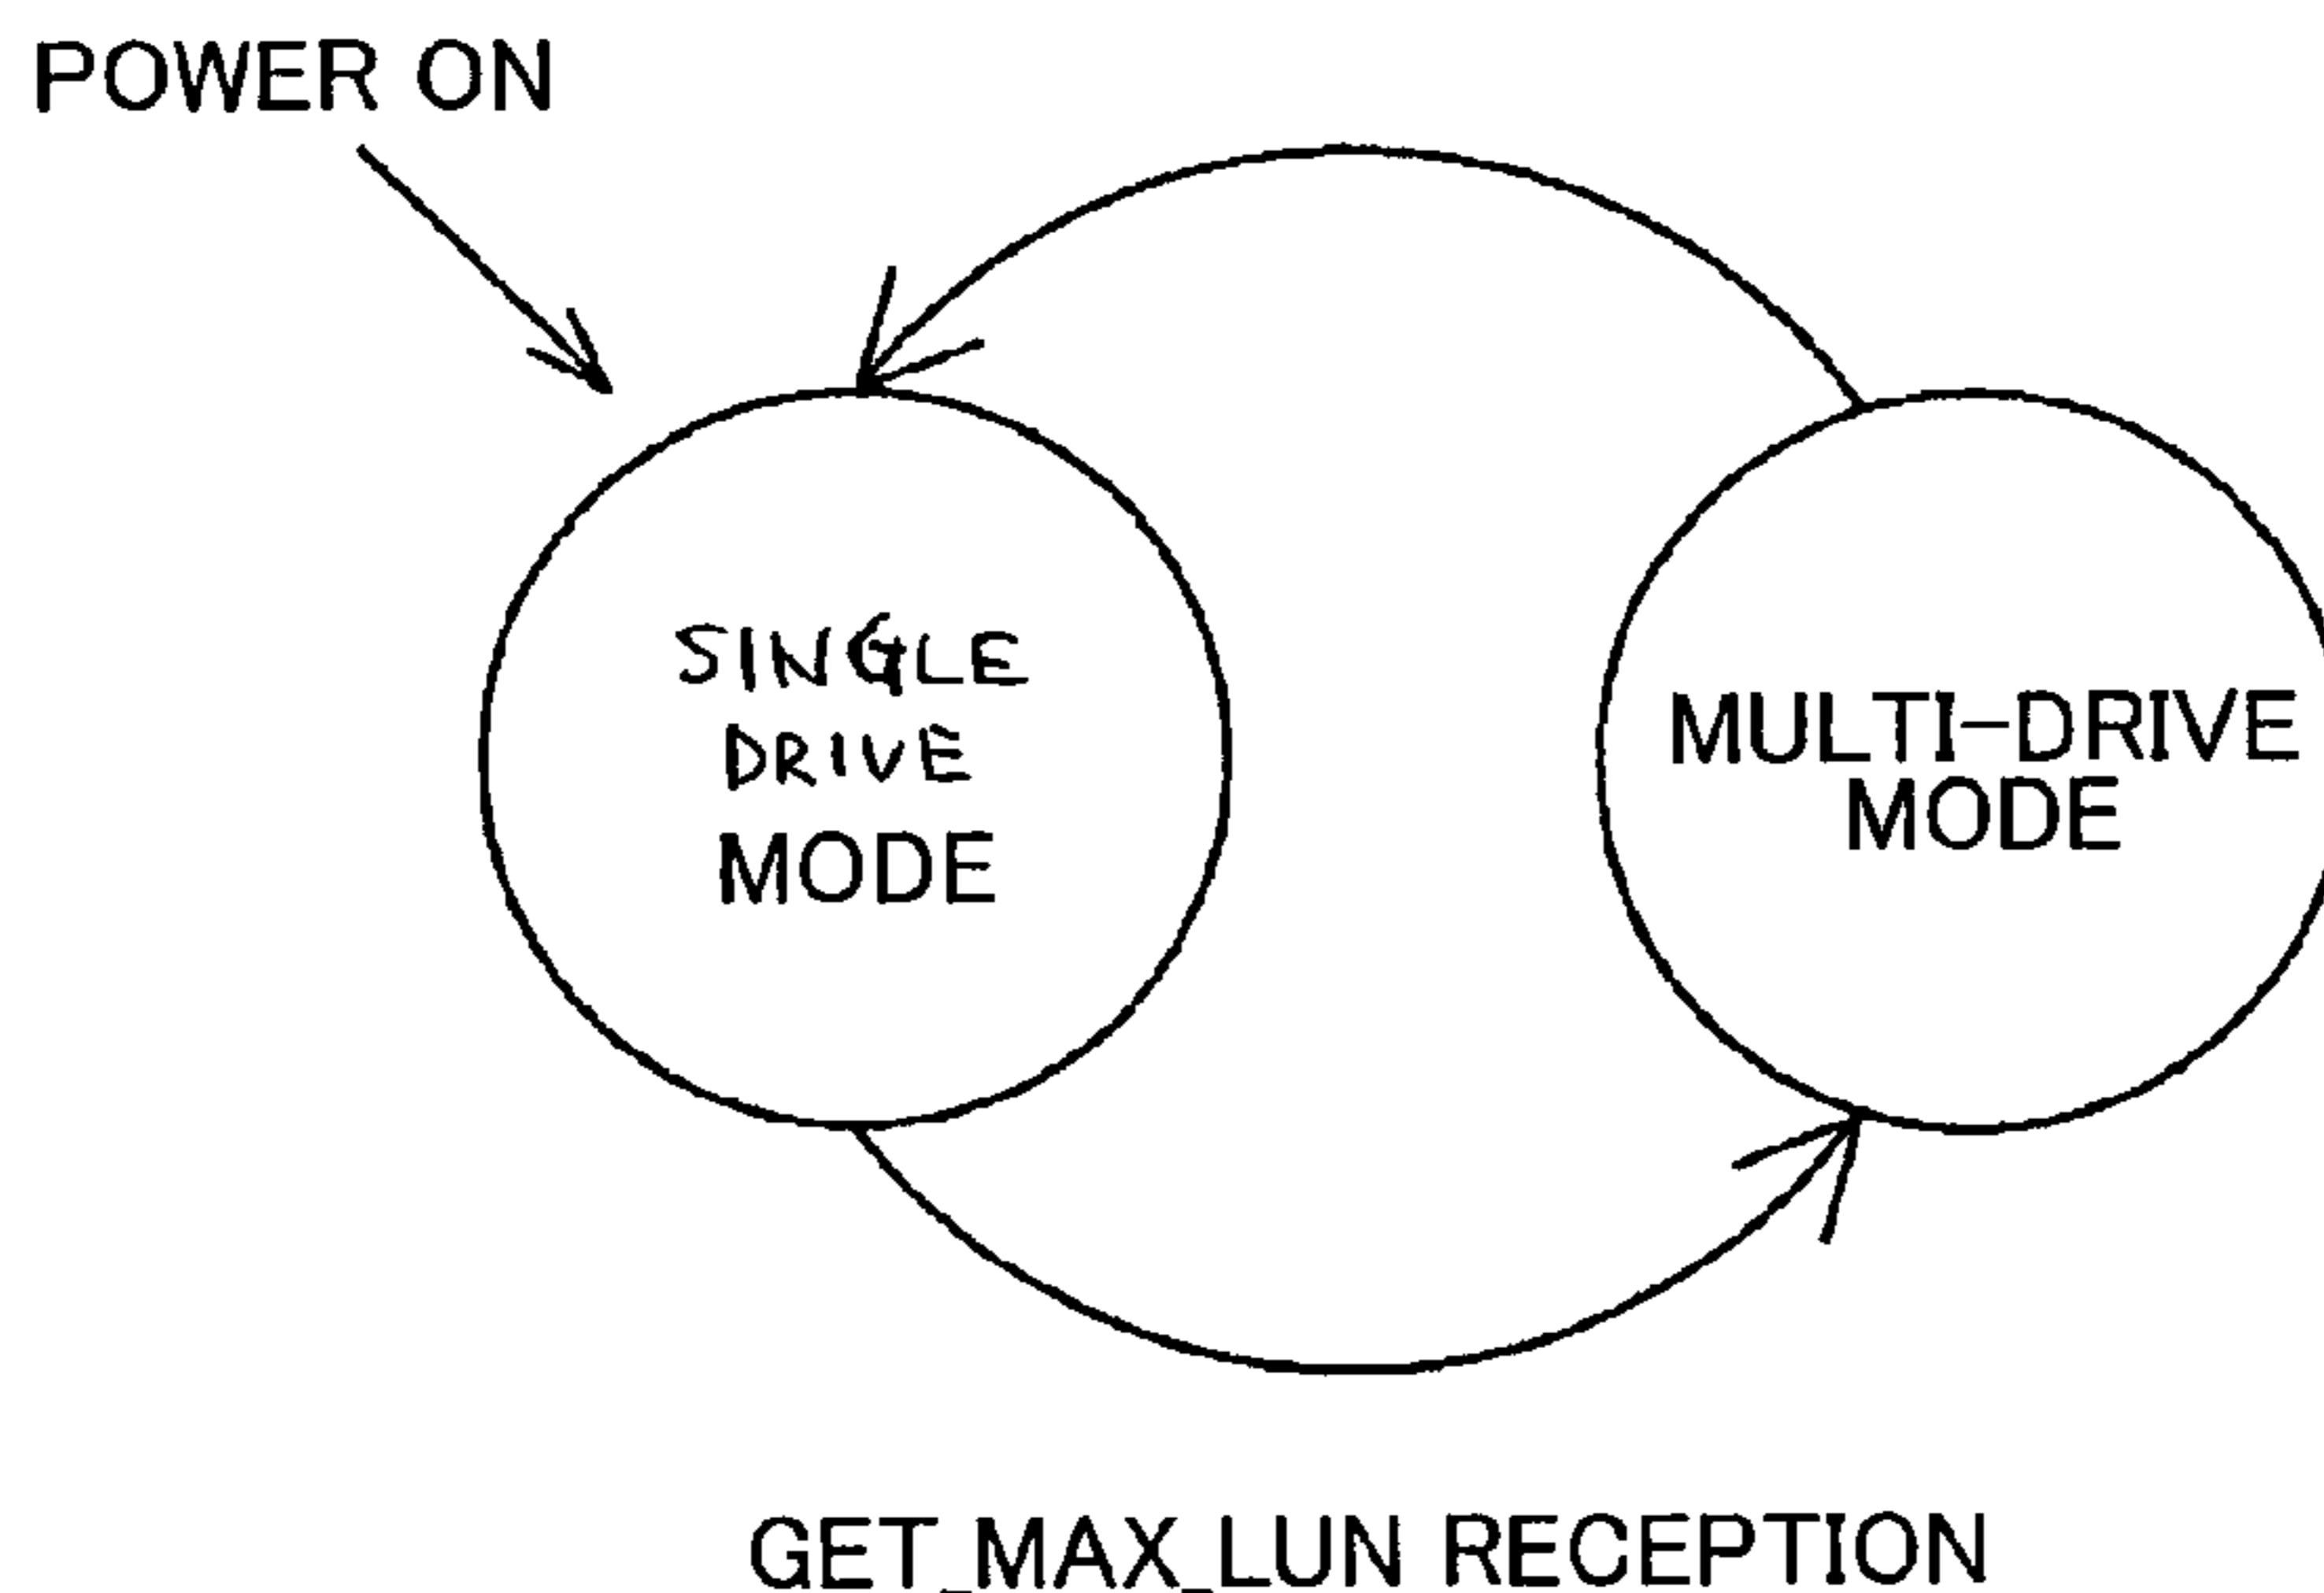 POWER ON
SINGLE
DRIVE
MODE
MULTI-DRIVE
MODE
GET_MAX_LUN RECEPTION